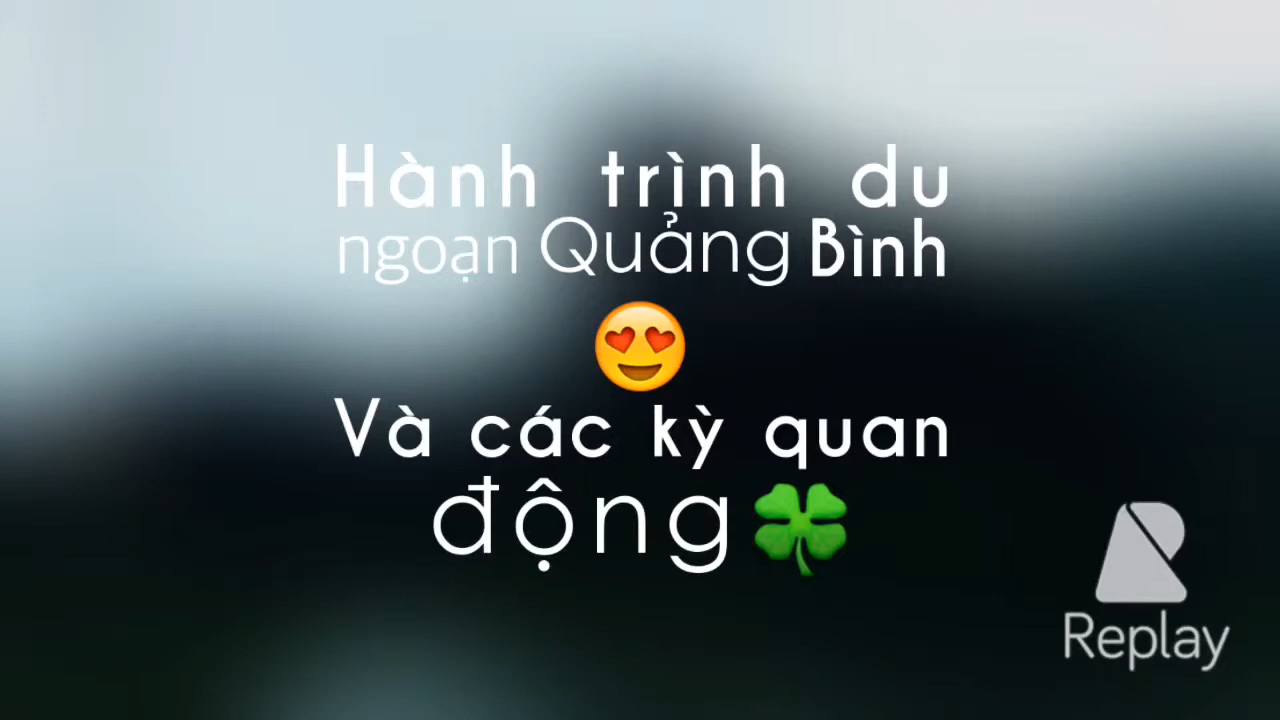 Hành trình du
ngoạn Quảng Bình
😍
Và các kỳ quan
động🍀
Replay